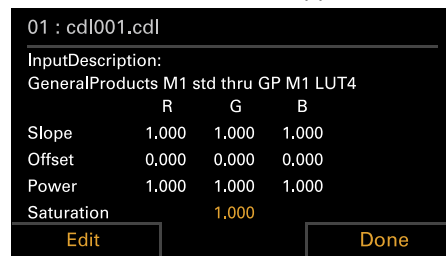 01 : cdl001.cdl
InputDescription:
GeneralProducts M1 std thru GP M1 LUT4
R G B
Slope 1.000 1.000 1.000
Offset 0.000 0.000 0.000
Power 1.000 1.000 1.000
Saturation 1.000
Edit Done